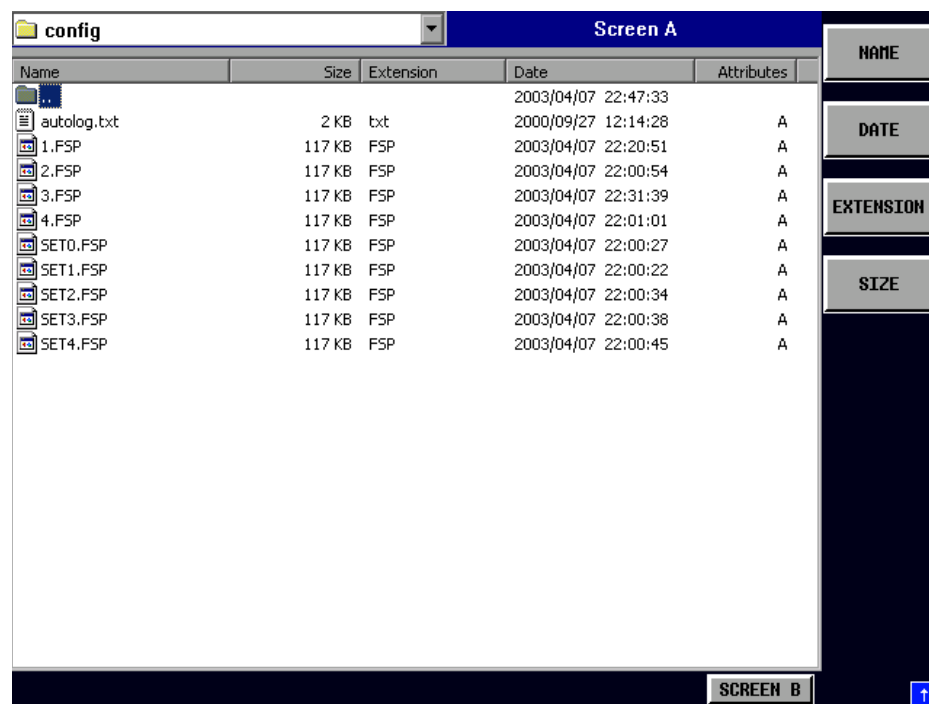 config Screen A
NAME
Name Size Extension Date Attributes
.. 2003/04/07 22:47:33
autolog.txt 2 KB txt 2000/09/27 12:14:28 A
DATE
1.FSP 117 KB FSP 2003/04/07 22:20:51 A
2.FSP 117 KB FSP 2003/04/07 22:00:54 A
3.FSP 117 KB FSP 2003/04/07 22:31:39 A
EXTENSION
4.FSP 117 KB FSP 2003/04/07 22:01:01 A
SET0.FSP 117 KB FSP 2003/04/07 22:00:27 A
SET1.FSP 117 KB FSP 2003/04/07 22:00:22 A
SIZE
SET2.FSP 117 KB FSP 2003/04/07 22:00:34 A
SET3.FSP 117 KB FSP 2003/04/07 22:00:38 A
SET4.FSP 117 KB FSP 2003/04/07 22:00:45 A
SCREEN B